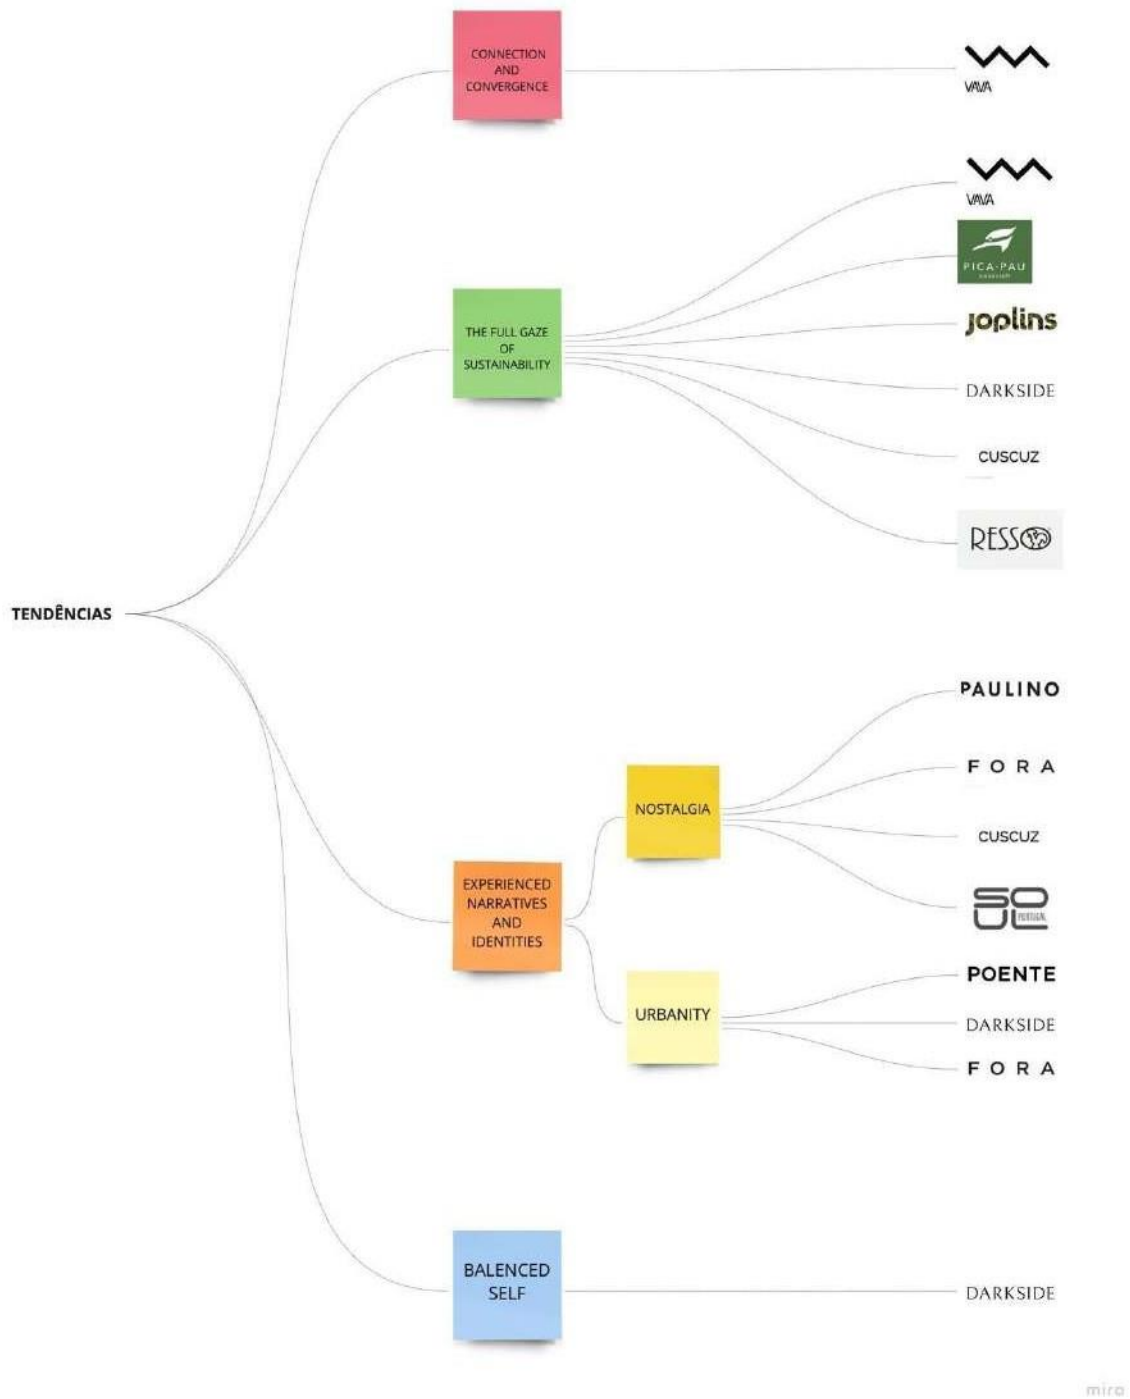 CONNECTION
AND
CONVERGENCE
VAVA
VAVA
PICA-PAU
joplins
THE FULL GAZE
OF
SUSTAINABILITY
DARKSIDE
CUSCUZ
RESSO
TENDÊNCIAS
PAULINO
FORA
NOSTALGIA
CUSCUZ
EXPERIENCED
NARRATIVES
AND
IDENTITIES
SOUL
PORTUGAL
POENTE
URBANITY
DARKSIDE
FORA
BALENCED
SELF
DARKSIDE
miro